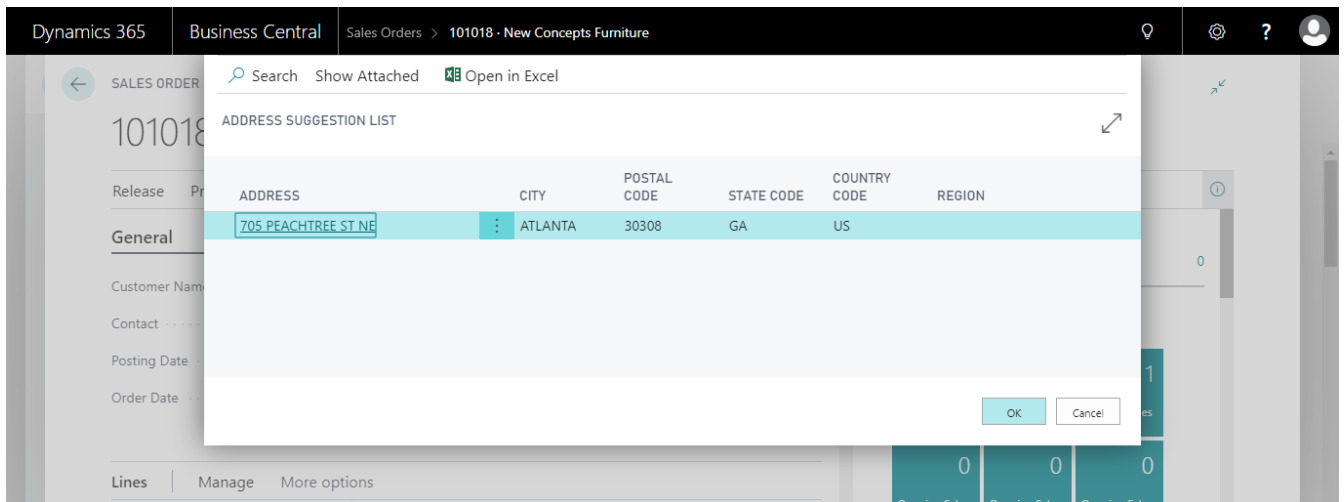 Dynamics 365 Business Central Sales Orders > 101018 · New Concepts Furniture ?
SALES ORDER
Search Show Attached Open in Excel
101018
ADDRESS SUGGESTION LIST
Release
ADDRESS CITY POSTAL CODE STATE CODE COUNTRY CODE REGION
705 PEACHTREE ST NE ATLANTA 30308 GA US
General
0
Customer Nam
Contact
Posting Date
1
Order Date
OK Cancel
es
Lines Manage More options
0 0 0